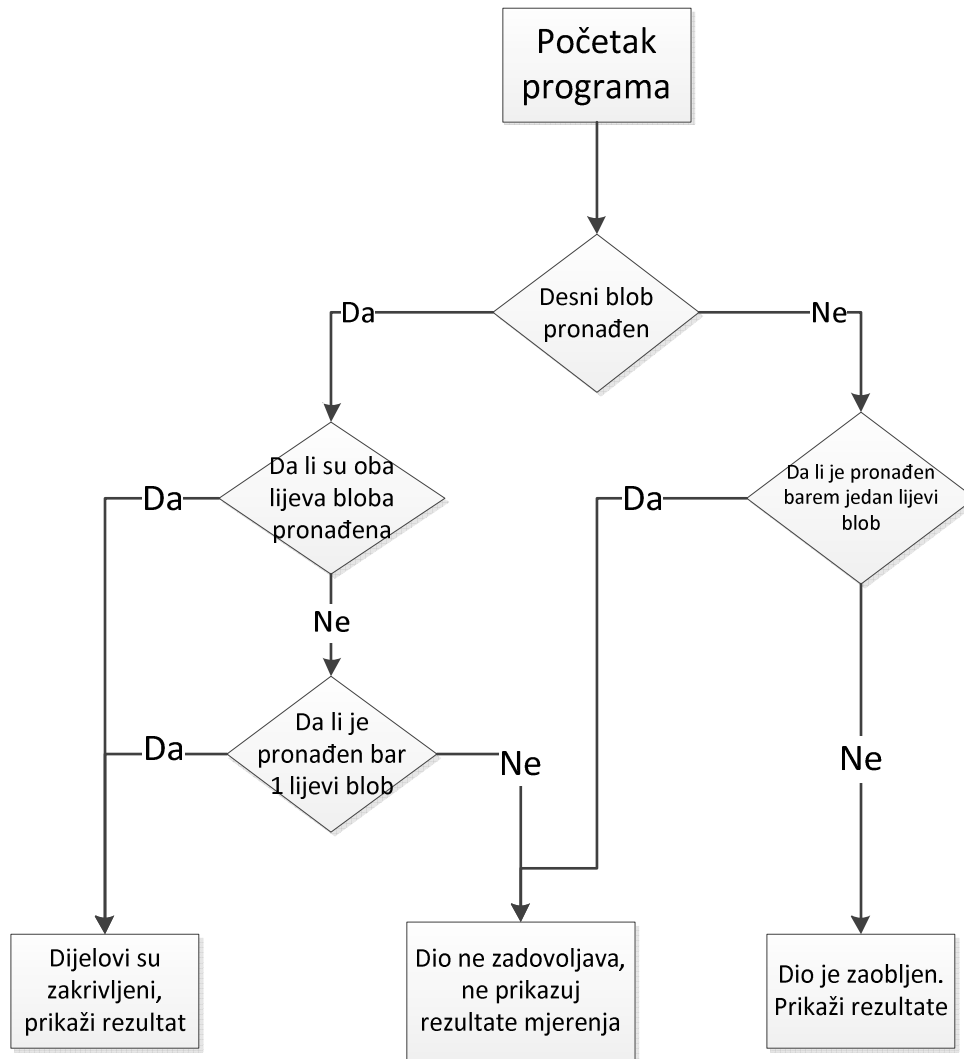 Početak
programa
Desni blob
pronađen
Da
Ne
Da li su oba
lijeva bloba
pronađena
Da li je pronađen
barem jedan lijevi
blob
Da
Da
Ne
Da li je
pronađen bar
1 lijevi blob
Da
Ne
Ne
Dijelovi su
zakrivljeni,
prikaži rezultat
Dio ne zadovoljava,
ne prikazuj
rezultate mjerenja
Dio je zaobljen.
Prikaži rezultate